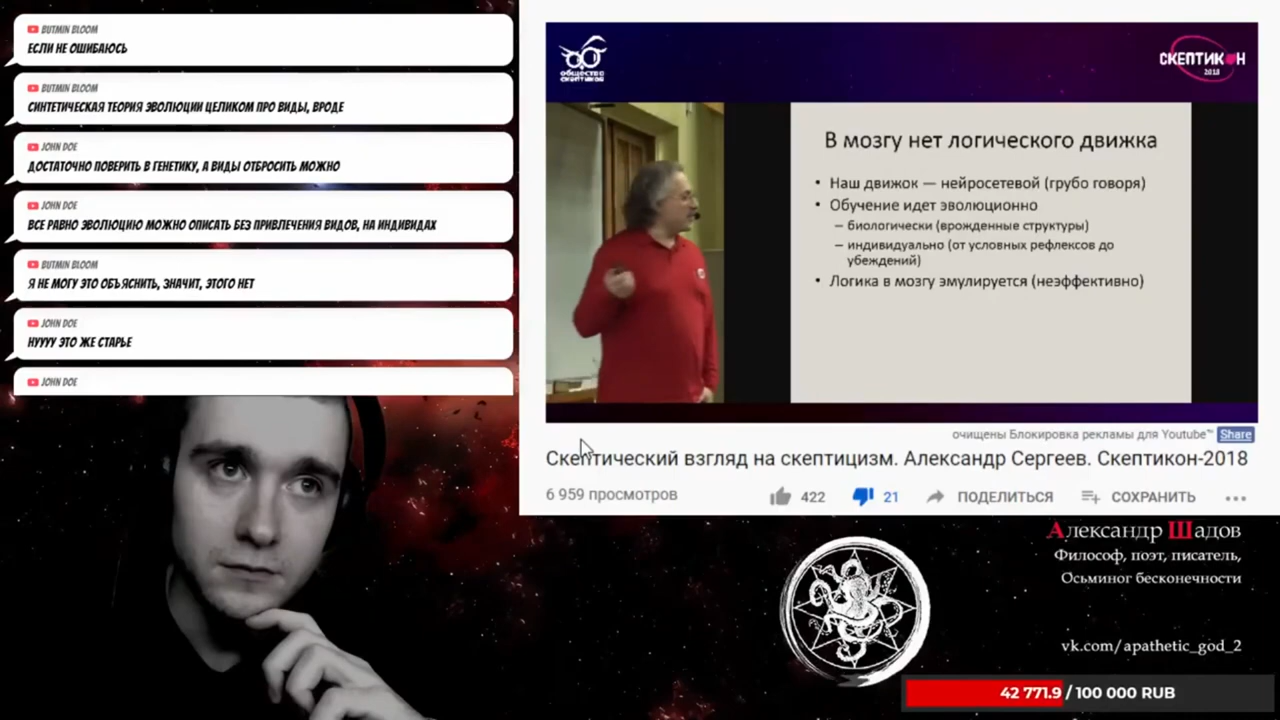 BUTMIN BLOOM
ЕСЛИ НЕ ОШИБАЮСЬ
BUTMIN BLOOM
СИНТЕТИЧЕСКАЯ ТЕОРИЯ ЭВОЛЮЦИИ ЦЕЛИКОМ ПРО ВИДЫ, ВРОДЕ
JOHN DOE
ДОСТАТОЧНО ПОВЕРИТЬ В ГЕНЕТИКУ, А ВИДЫ ОТБРОСИТЬ МОЖНО
JOHN DOE
ВСЕ РАВНО ЭВОЛЮЦИЮ МОЖНО ОПИСАТЬ БЕЗ ПРИВЛЕЧЕНИЯ ВИДОВ, НА ИНДИВИДАХ
BUTMIN BLOOM
Я НЕ МОГУ ЭТО ОБЪЯСНИТЬ, ЗНАЧИТ, ЭТОГО НЕТ
JOHN DOE
НУУУУ ЭТО ЖЕ СТАРЬЕ
JOHN DOE
общество
скептиков
СКЕПТИКОН
2018
В мозгу нет логического движка
• Наш движок — нейросетевой (грубо говоря)
• Обучение идет эволюционно
– биологически (врожденные структуры)
– индивидуально (от условных рефлексов до
убеждений)
• Логика в мозгу эмулируется (неэффективно)
очищены Блокировка рекламы для Youtube™ Share
Скептический взгляд на скептицизм. Александр Сергеев. Скептикон-2018
6 959 просмотров
422
21
ПОДЕЛИТЬСЯ
СОХРАНИТЬ
Александр Шадов
Философ, поэт, писатель,
Осьминог бесконечности
vk.com/apathetic_god_2
42 771.9 / 100 000 RUB